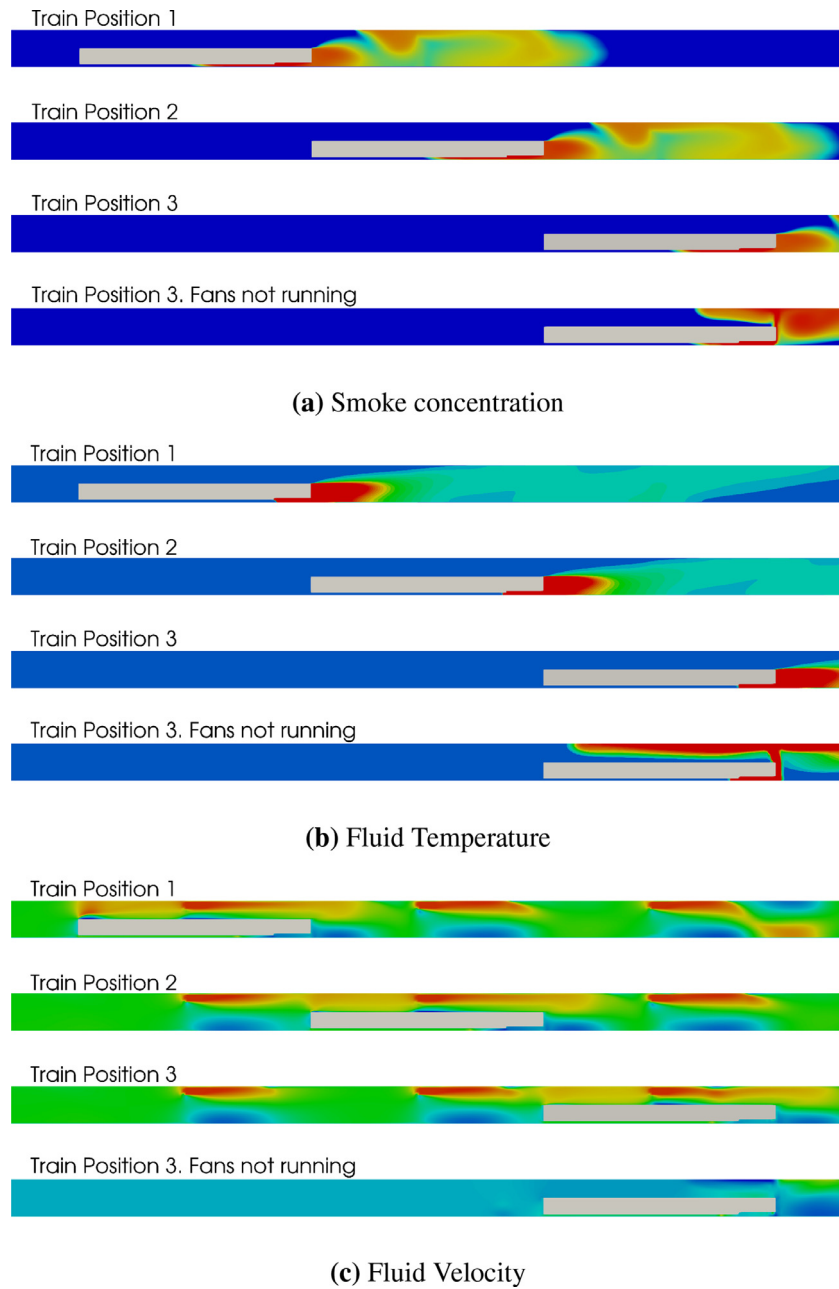 Train Position 1
Train Position 2
Train Position 3
Train Position 3. Fans not running
(a) Smoke concentration
Train Position 1
Train Position 2
Train Position 3
Train Position 3. Fans not running
(b) Fluid Temperature
Train Position 1
Train Position 2
Train Position 3
Train Position 3. Fans not running
(c) Fluid Velocity